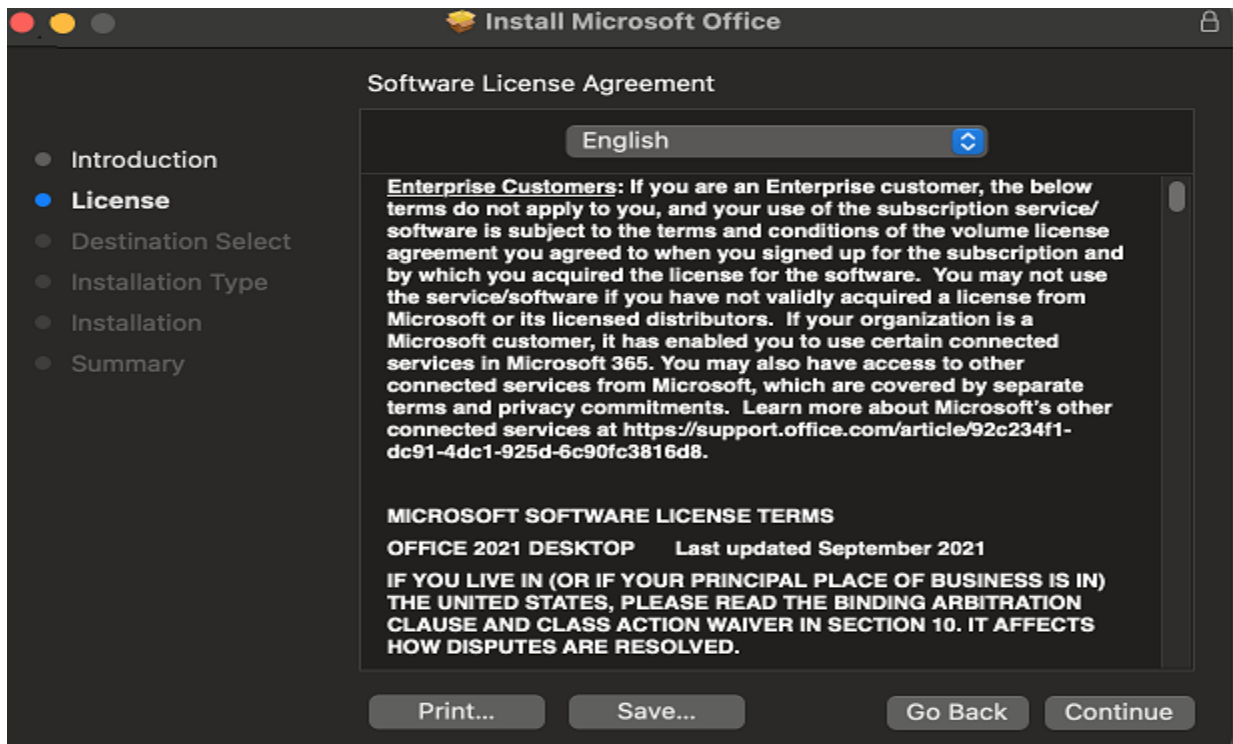 Install Microsoft Office
Software License Agreement
Introduction
License
Destination Select
Installation Type
Installation
Summary
English
Enterprise Customers: If you are an Enterprise customer, the below
terms do not apply to you, and your use of the subscription service/
software is subject to the terms and conditions of the volume license
agreement you agreed to when you signed up for the subscription and
by which you acquired the license for the software.  You may not use
the service/software if you have not validly acquired a license from
Microsoft or its licensed distributors.  If your organization is a
Microsoft customer, it has enabled you to use certain connected
services in Microsoft 365. You may also have access to other
connected services from Microsoft, which are covered by separate
terms and privacy commitments.  Learn more about Microsoft's other
connected services at https://support.office.com/article/92c234f1-
dc91-4dc1-925d-6c90fc3816d8.
MICROSOFT SOFTWARE LICENSE TERMS
OFFICE 2021 DESKTOP Last updated September 2021
IF YOU LIVE IN (OR IF YOUR PRINCIPAL PLACE OF BUSINESS IS IN)
THE UNITED STATES, PLEASE READ THE BINDING ARBITRATION
CLAUSE AND CLASS ACTION WAIVER IN SECTION 10. IT AFFECTS
HOW DISPUTES ARE RESOLVED.
Print... Save... Go Back Continue